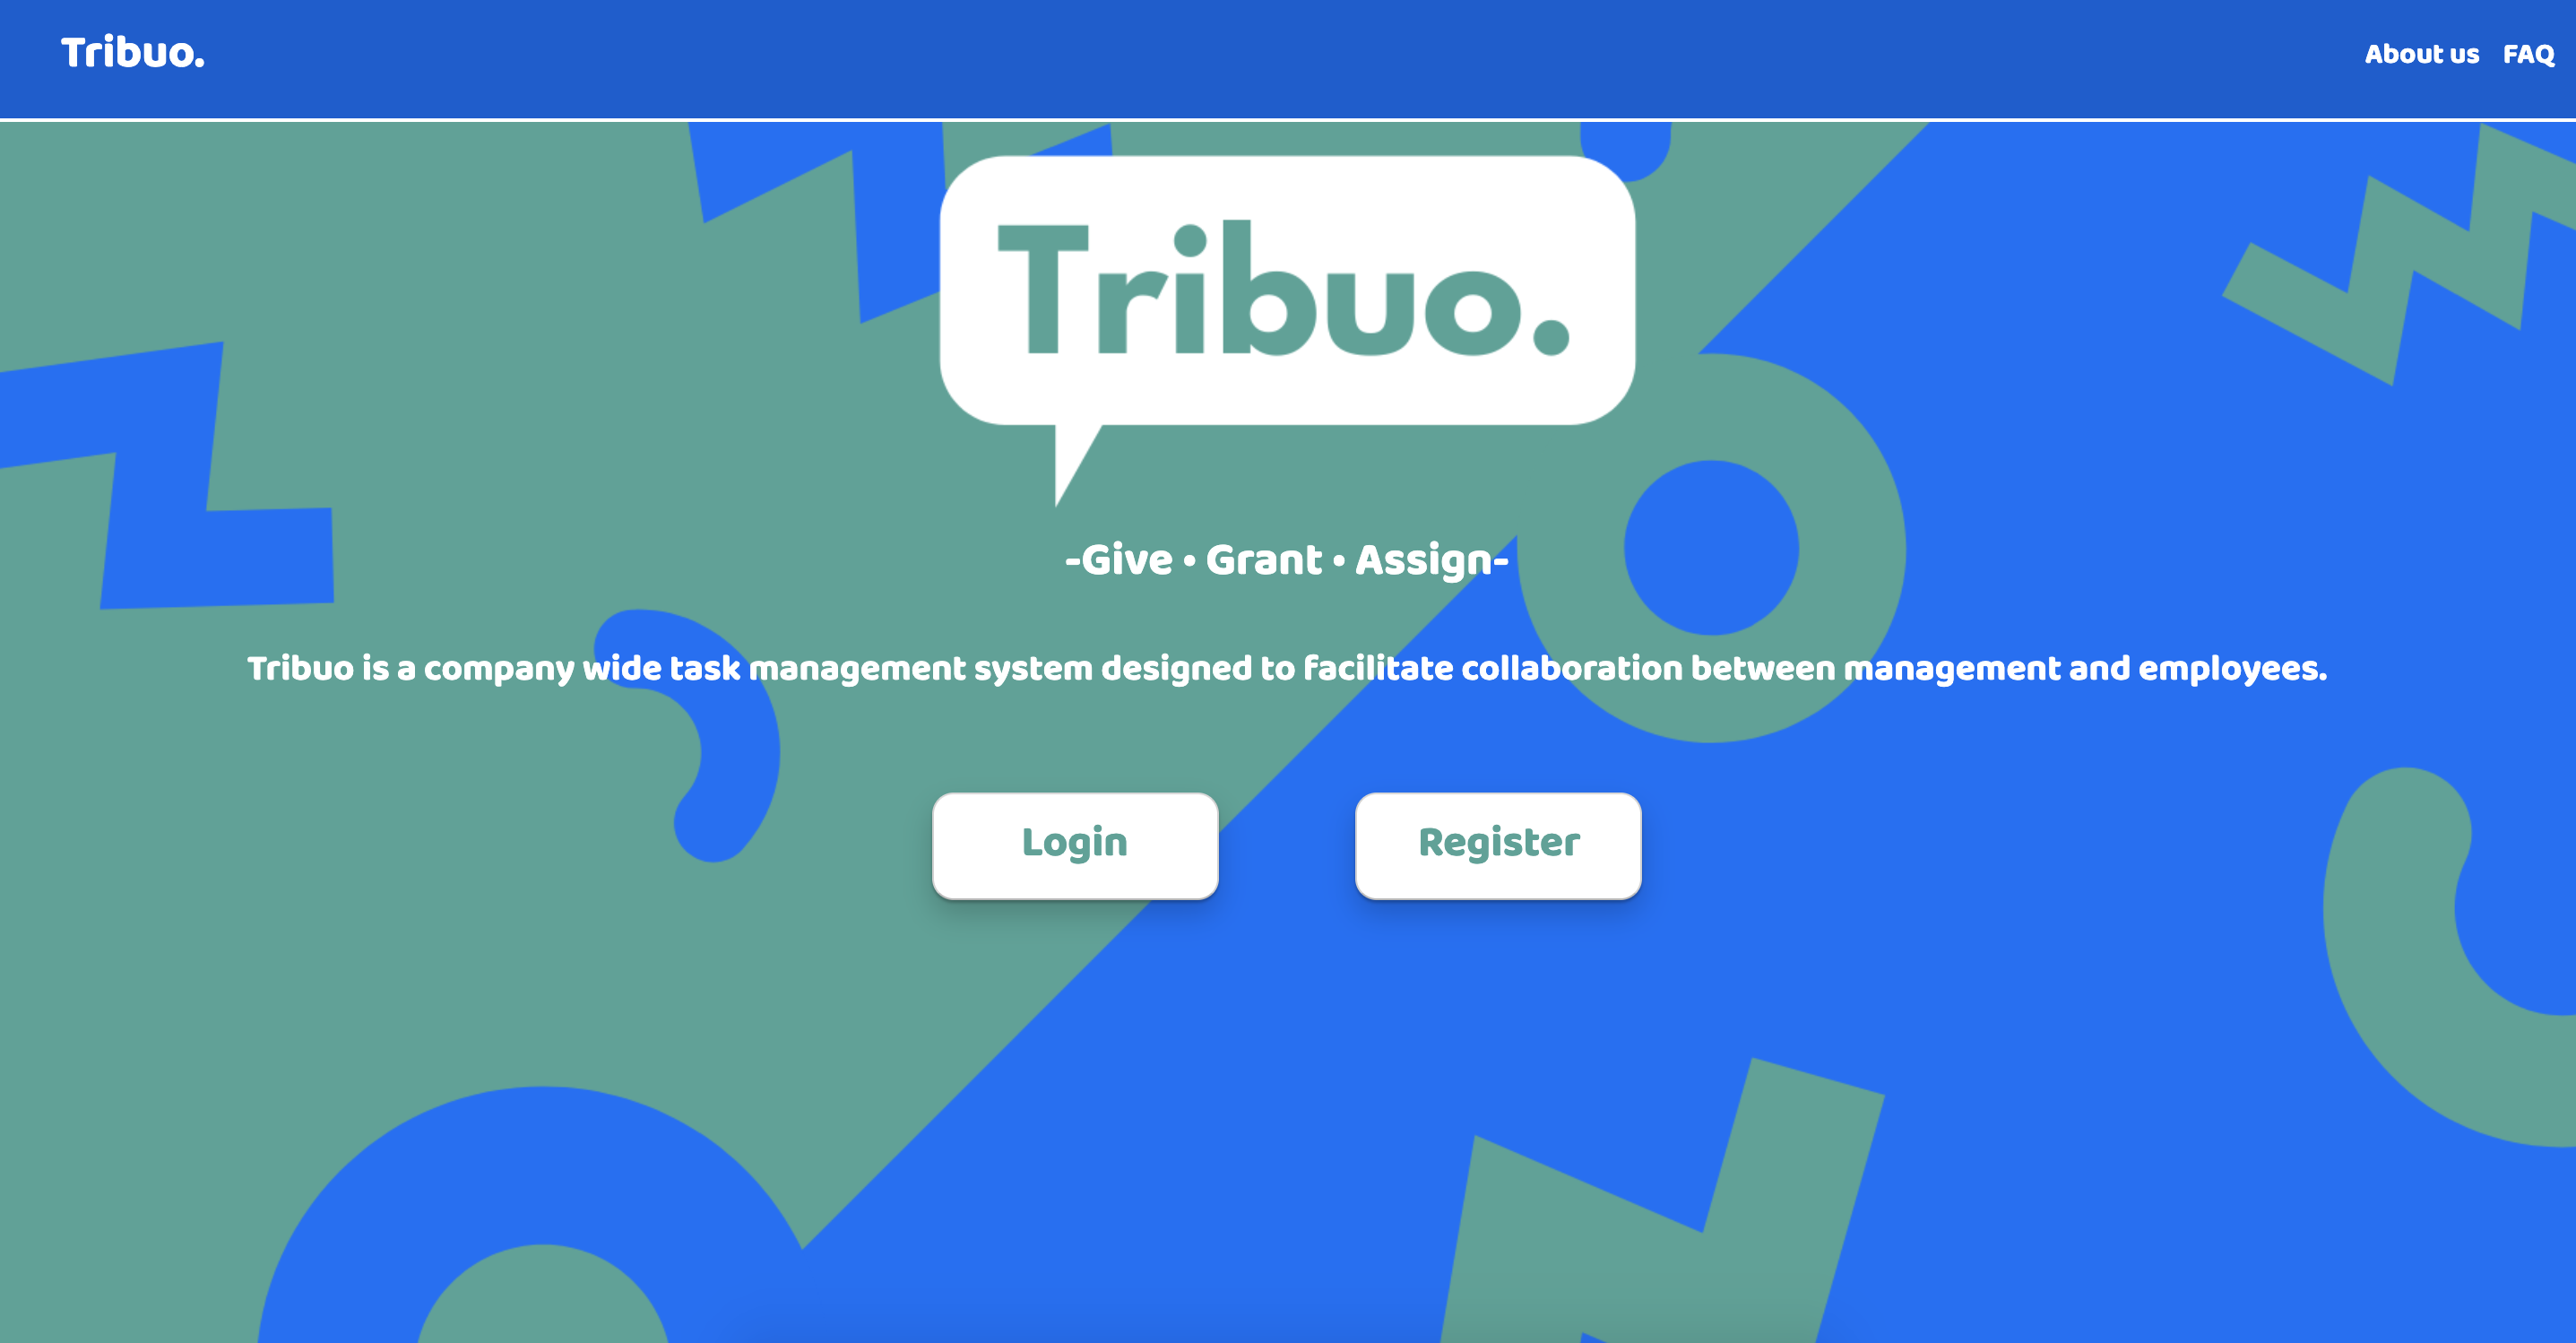 Tribuo.
About us FAQ
Tribuo.
-Give • Grant • Assign-
Tribuo is a company wide task management system designed to facilitate collaboration between management and employees.
Login
Register